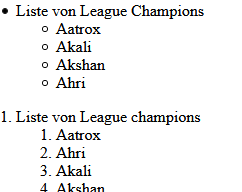 • Liste von League Champions
◦ Aatrox
◦ Akali
◦ Akshan
◦ Ahri
1. Liste von League champions
1. Aatrox
2. Ahri
3. Akali
4. Akshan